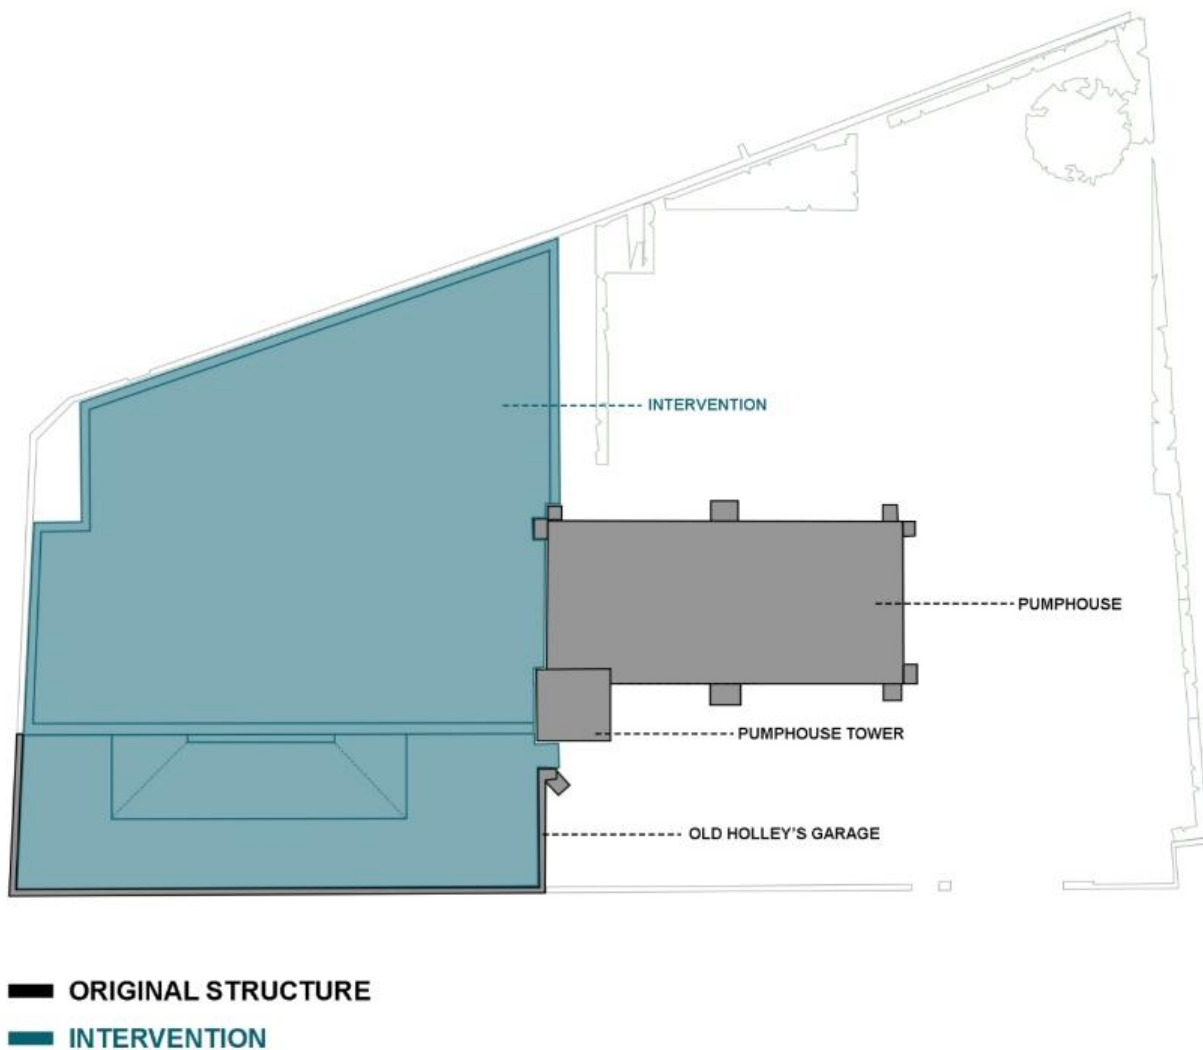 INTERVENTION
PUMPHOUSE
PUMPHOUSE TOWER
OLD HOLLEY'S GARAGE
ORIGINAL STRUCTURE
INTERVENTION